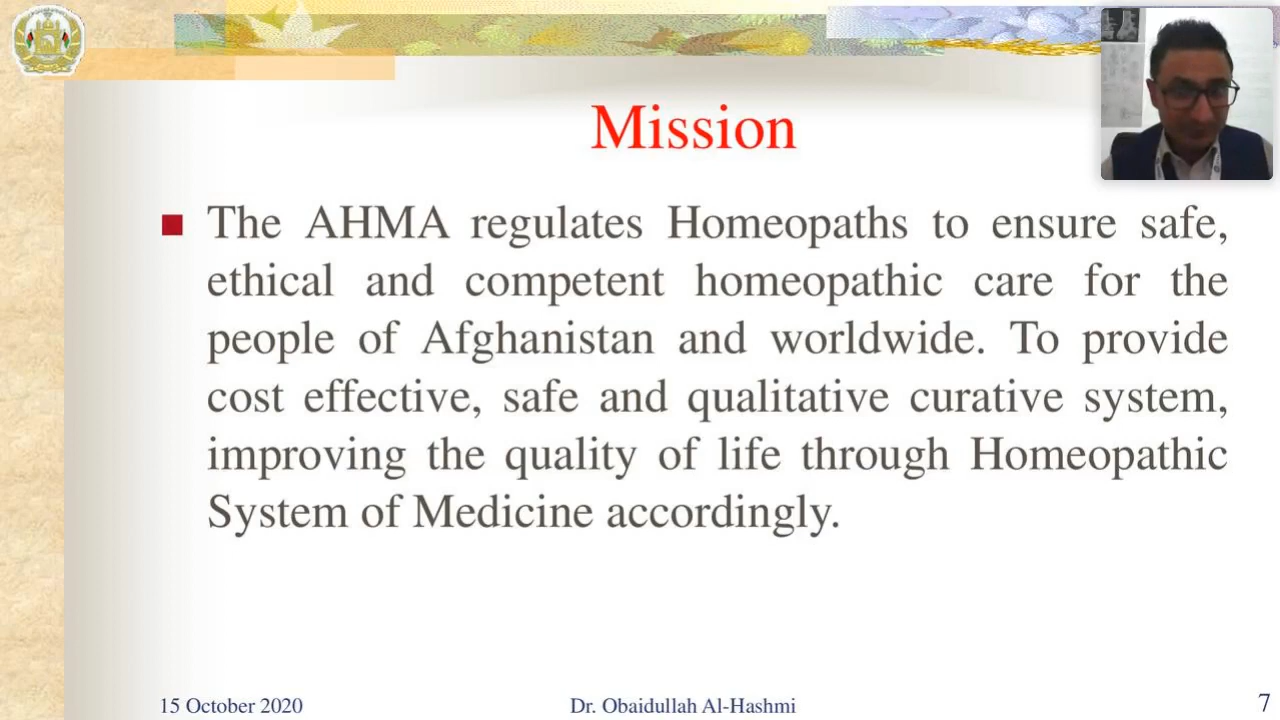 Mission
The AHMA regulates Homeopaths to ensure safe,
ethical and competent homeopathic care for the
people of Afghanistan and worldwide. To provide
cost effective, safe and qualitative curative system,
improving the quality of life through Homeopathic
System of Medicine accordingly.
15 October 2020
Dr. Obaidullah Al-Hashmi
7